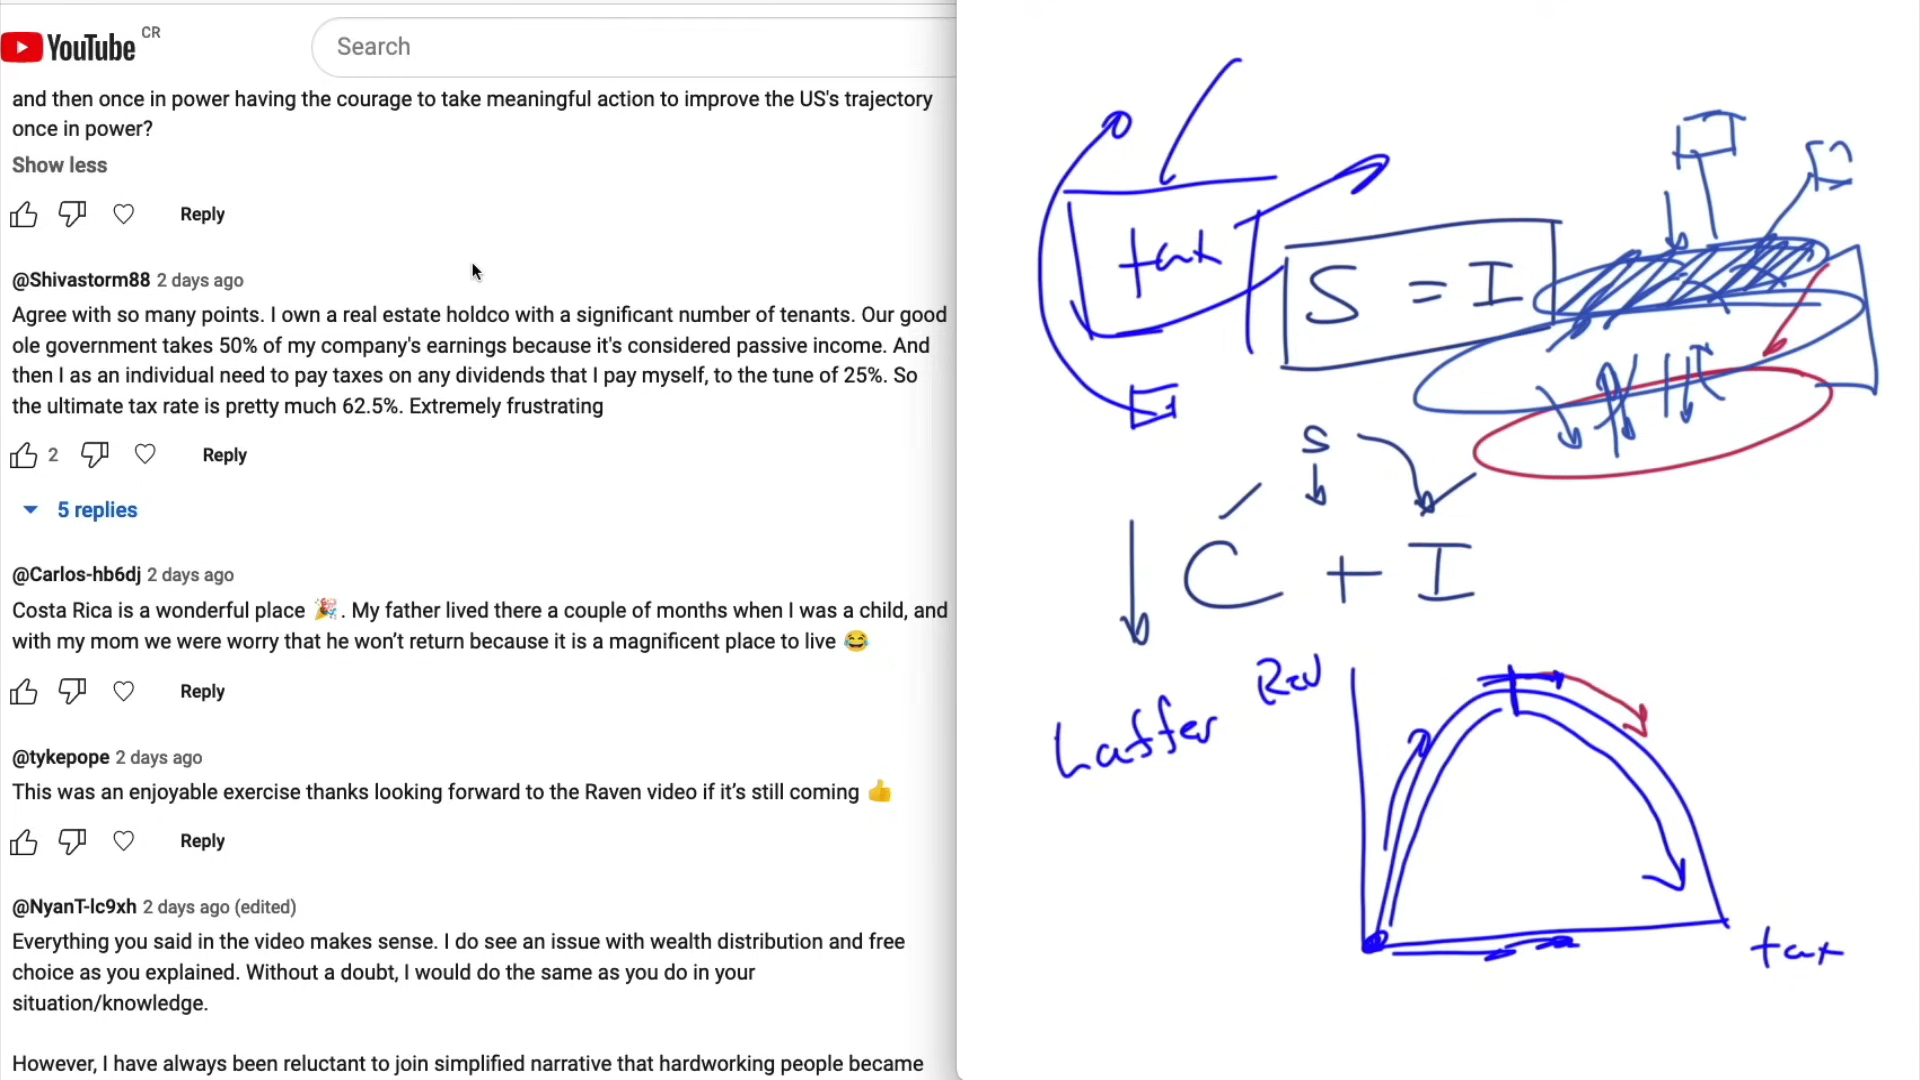 YouTube CR
Search
and then once in power having the courage to take meaningful action to improve the US's trajectory
once in power?
Show less
Reply
@Shivastorm88 2 days ago
Agree with so many points. I own a real estate holdco with a significant number of tenants. Our good
ole government takes 50% of my company's earnings because it's considered passive income. And
then I as an individual need to pay taxes on any dividends that I pay myself, to the tune of 25%. So
the ultimate tax rate is pretty much 62.5%. Extremely frustrating
2 Reply
5 replies
@Carlos-hb6dj 2 days ago
Costa Rica is a wonderful place 🎉. My father lived there a couple of months when I was a child, and
with my mom we were worry that he won't return because it is a magnificent place to live 😂
Reply
@tykepope 2 days ago
This was an enjoyable exercise thanks looking forward to the Raven video if it's still coming 👍
Reply
@NyanT-lc9xh 2 days ago (edited)
Everything you said in the video makes sense. I do see an issue with wealth distribution and free
choice as you explained. Without a doubt, I would do the same as you do in your
situation/knowledge.
However, I have always been reluctant to join simplified narrative that hardworking people became
tax
S = I
S
C + I
Rev
Laffer
tax